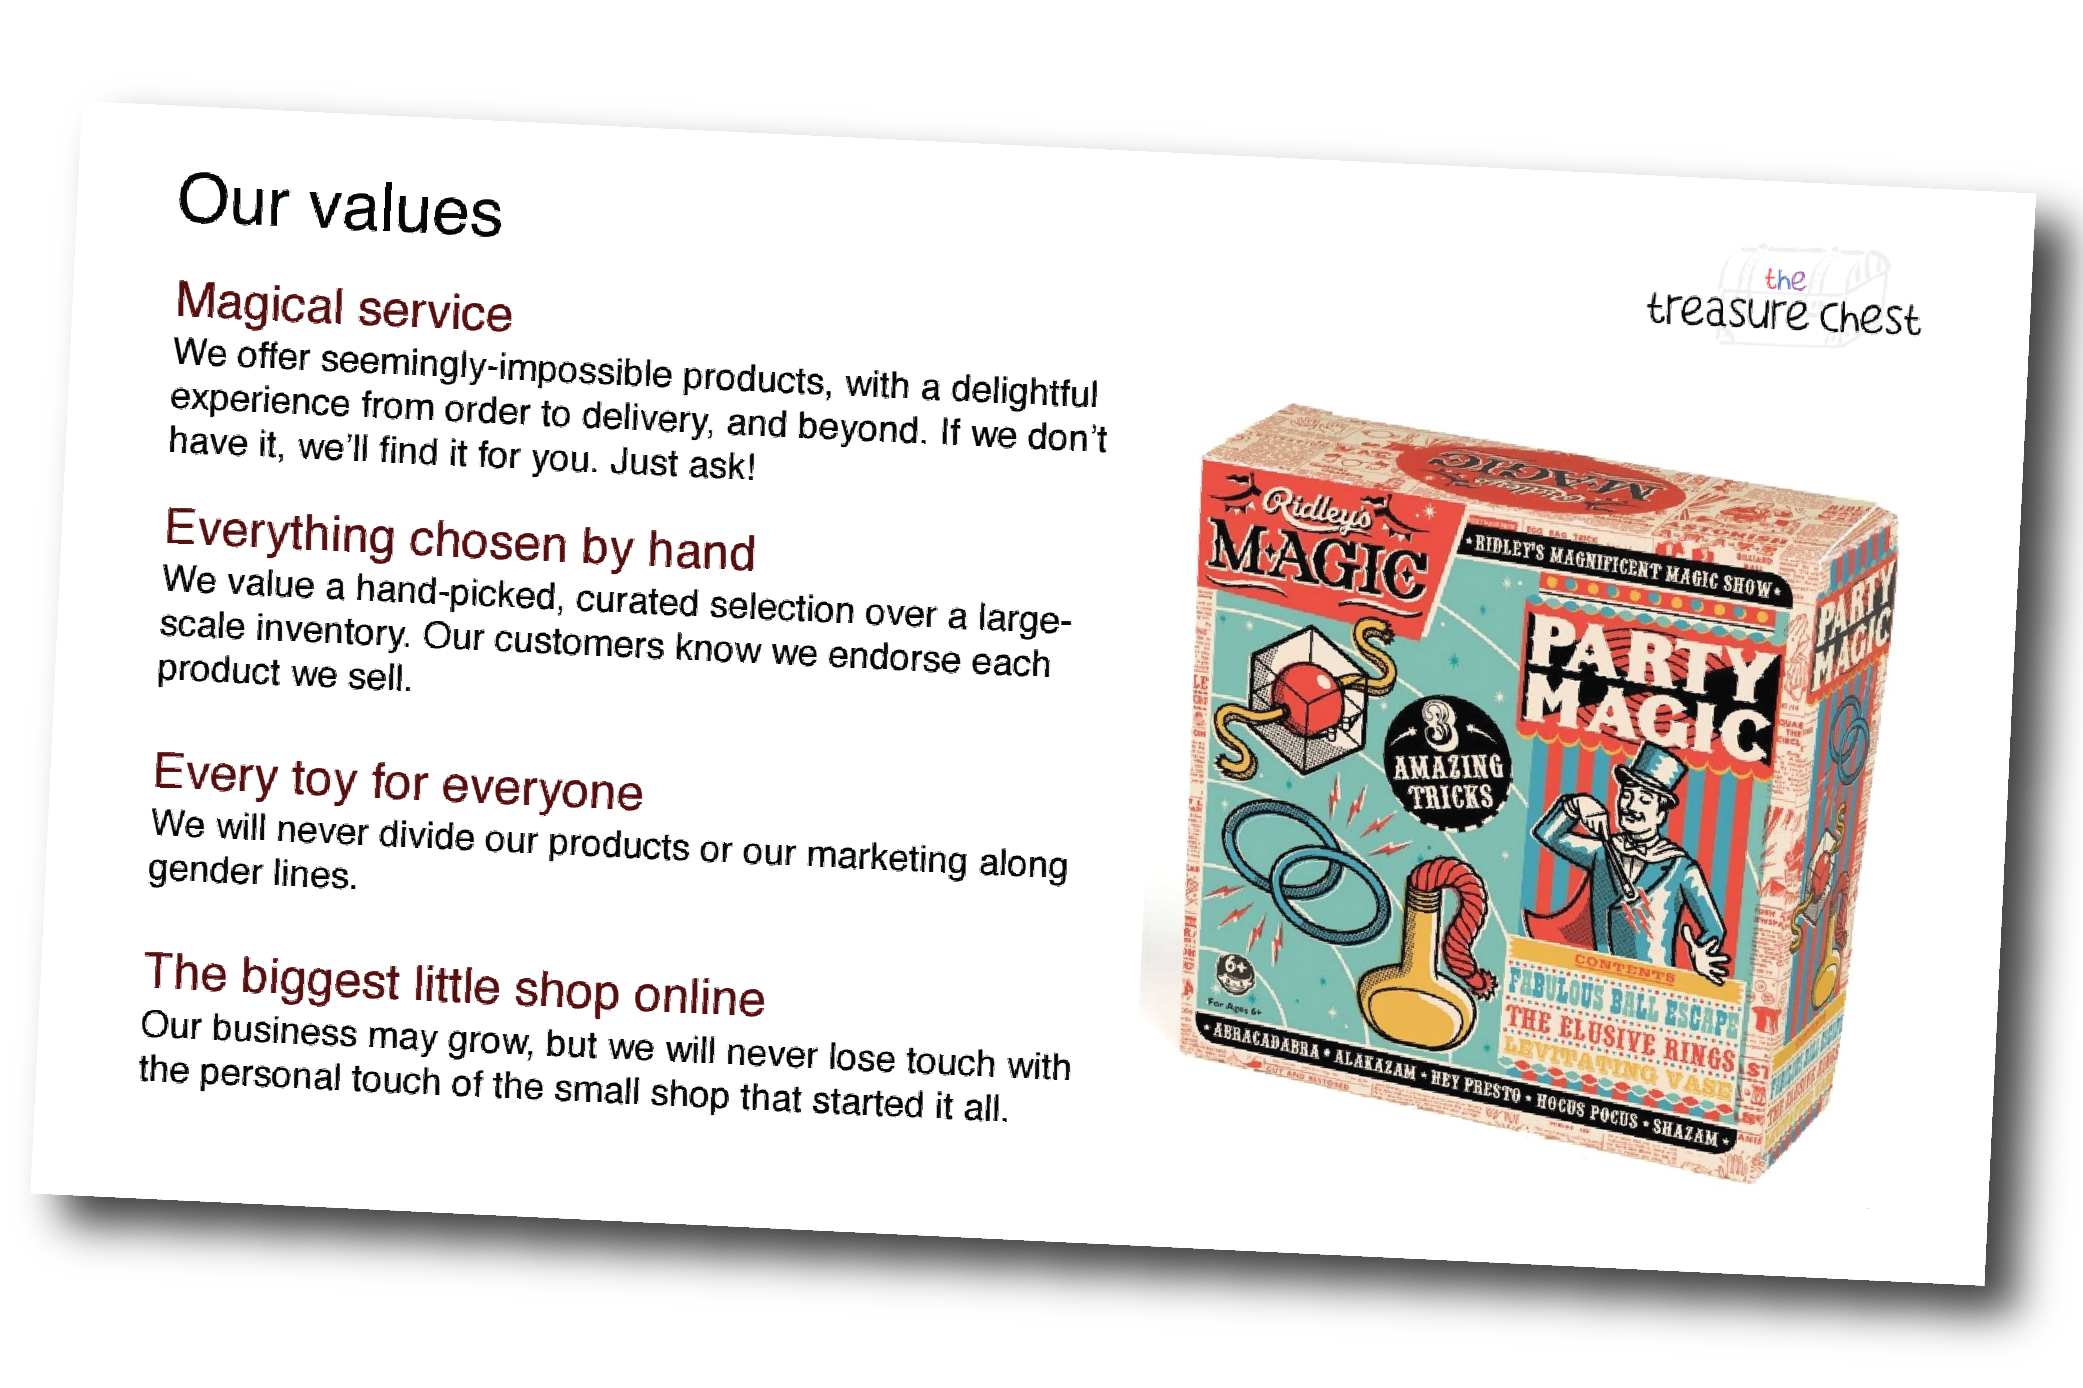 Our values
the
treasure chest
Magical service
We offer seemingly-impossible products, with a delightful
experience from order to delivery, and beyond. If we don't
have it, we'll find it for you. Just ask!
Everything chosen by hand
We value a hand-picked, curated selection over a large-
scale inventory. Our customers know we endorse each
product we sell.
Every toy for everyone
We will never divide our products or our marketing along
gender lines.
The biggest little shop online
Our business may grow, but we will never lose touch with
the personal touch of the small shop that started it all.
Ridley's
MAGIC
Ridley's
MAGIC
• RIDLEY'S MAGNIFICENT MAGIC SHOW •
PARTY
MAGIC
3
AMAZING
TRICKS
CONTENTS
FABULOUS BALL ESCAPE
THE ELUSIVE RINGS
LEVITATING VASE
6+
For Ages 6+
• ABRACADABRA • ALAKAZAM • HEY PRESTO • HOCUS POCUS • SHAZAM •
CUT AND RESTORED
EGG BAG TRICK
PARTY
MAGIC